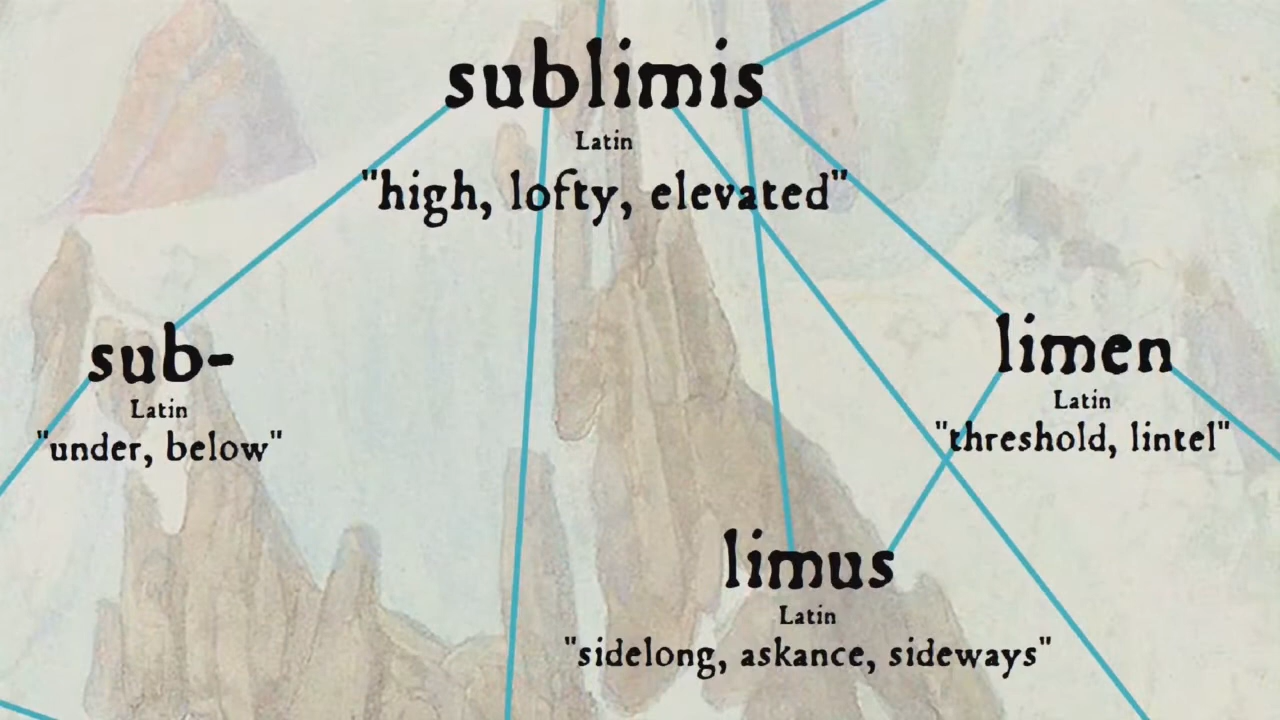 sublimis
Latin
"high, lofty, elevated"
sub-
Latin
"under, below"
limen
Latin
"threshold, lintel"
limus
Latin
"sidelong, askance, sideways"